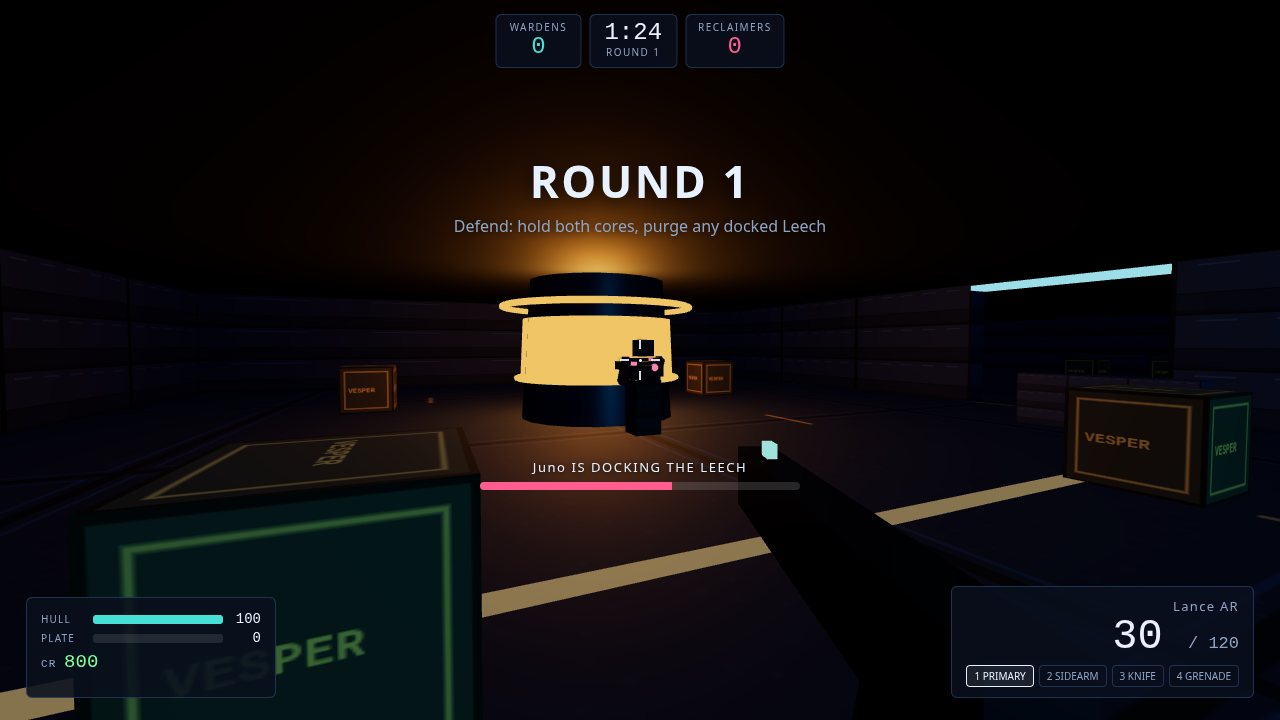 WARDENS
0
1:24
ROUND 1
RECLAIMERS
0
ROUND 1
Defend: hold both cores, purge any docked Leech
VESPER
VESPER
VESPER
VESPER
VESPER
Juno IS DOCKING THE LEECH
VESPER
HULL 100
PLATE 0
CR 800
Lance AR
30 / 120
1 PRIMARY 2 SIDEARM 3 KNIFE 4 GRENADE